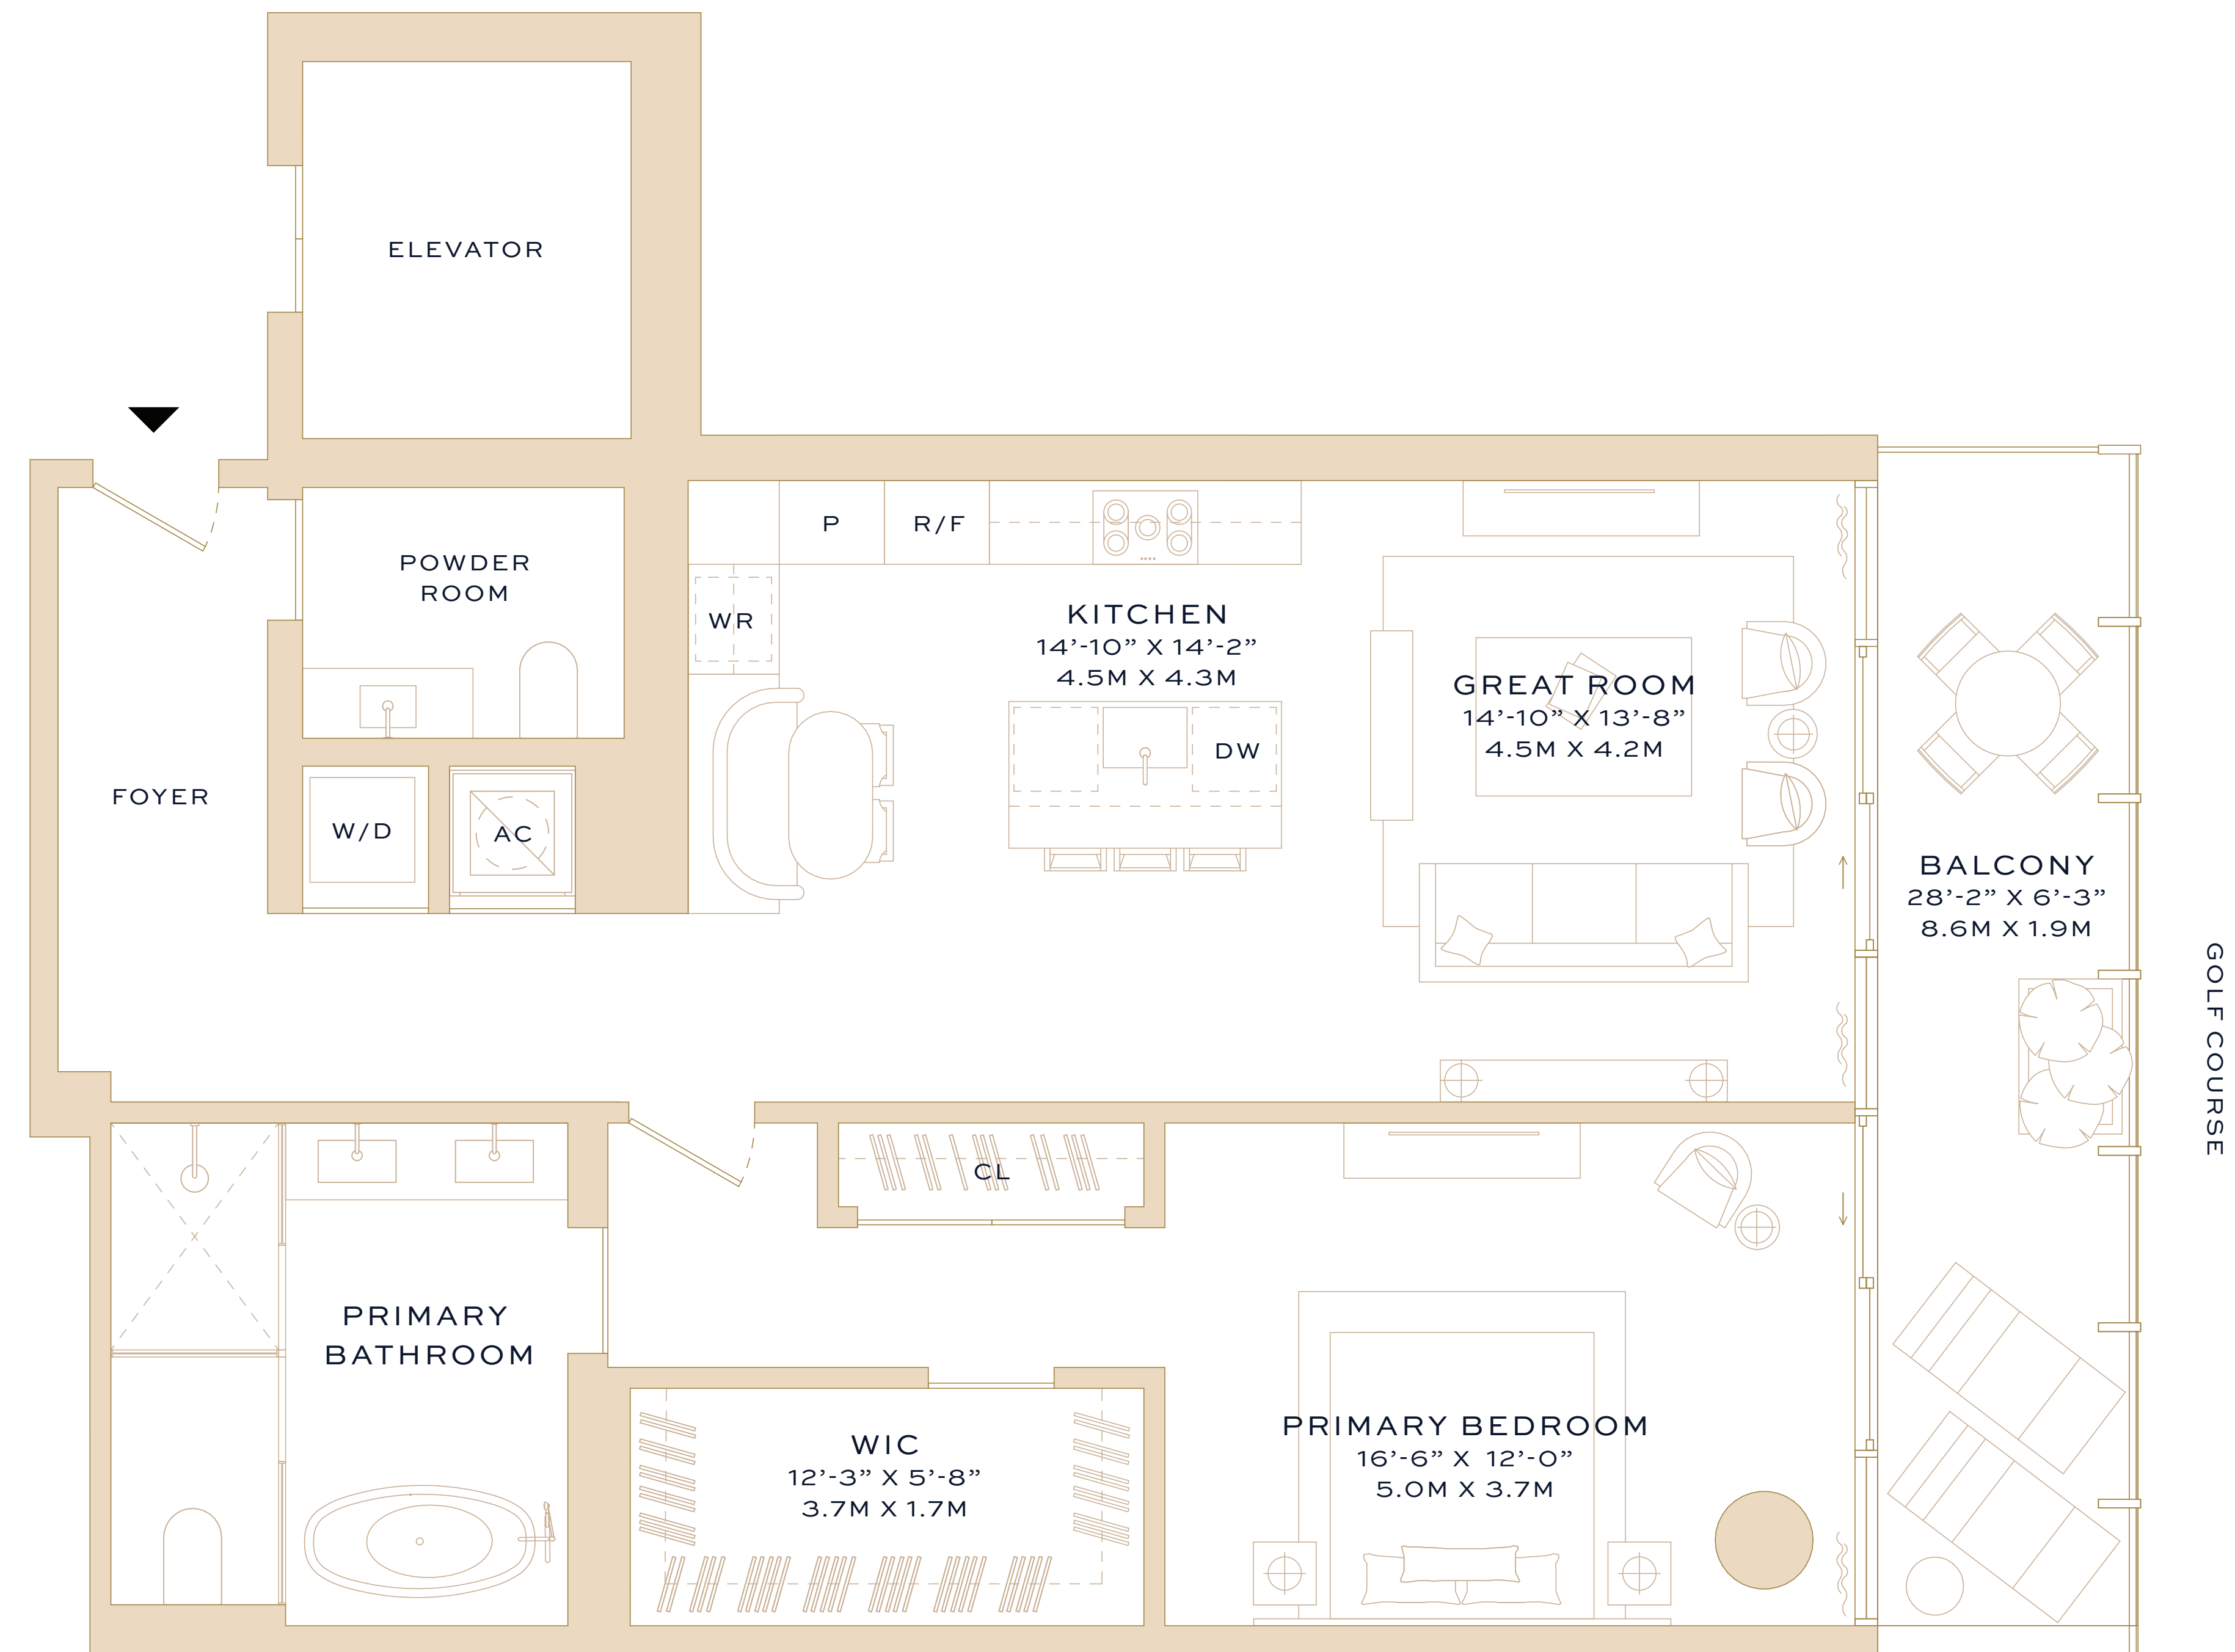 ELEVATOR
POWDER
ROOM
P
R/F
WR
KITCHEN
14’-10” X 14’-2”
4.5M X 4.3M
GREAT ROOM
14’-10” X 13’-8”
4.5M X 4.2M
DW
FOYER
W/D
AC
BALCONY
28’-2” X 6’-3”
8.6M X 1.9M
GOLF COURSE
CL
PRIMARY
BATHROOM
WIC
12’-3” X 5’-8”
3.7M X 1.7M
PRIMARY BEDROOM
16’-6” X 12’-0”
5.0M X 3.7M